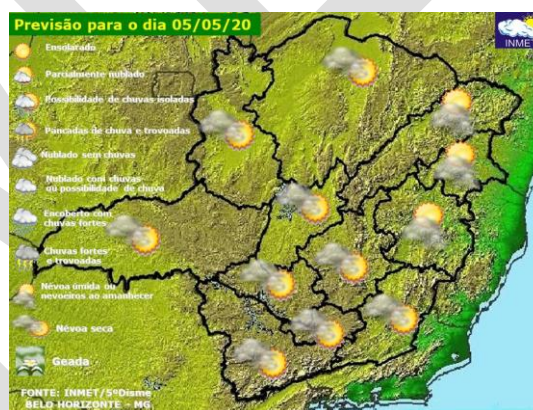 Previsão para o dia 05/05/20
INMET
Ensolarado
Parcialmente nublado
Possibilidade de chuvas isoladas
Pancadas de chuva e trovoadas
Nublado sem chuvas
Nublado com chuvas
ou possibilidade de chuva
Encoberto com
chuvas fortes
Chuvas fortes
e trovoadas
Névoa úmida ou
nevoeiros ao amanhecer
Névoa seca
Geada
FONTE: INMET/5ºDisme
BELO HORIZONTE - MG